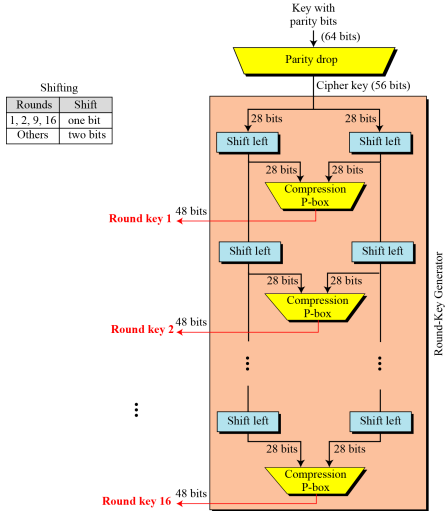 Key with
parity bits
(64 bits)
Parity drop
Cipher key (56 bits)
Shifting
Rounds Shift
1, 2, 9, 16 one bit
Others two bits
28 bits 28 bits
Shift left Shift left
28 bits 28 bits
Compression
P-box
48 bits
Round key 1
Shift left Shift left
28 bits 28 bits
Compression
P-box
48 bits
Round key 2
Round-Key Generator
Shift left Shift left
28 bits 28 bits
Compression
P-box
48 bits
Round key 16